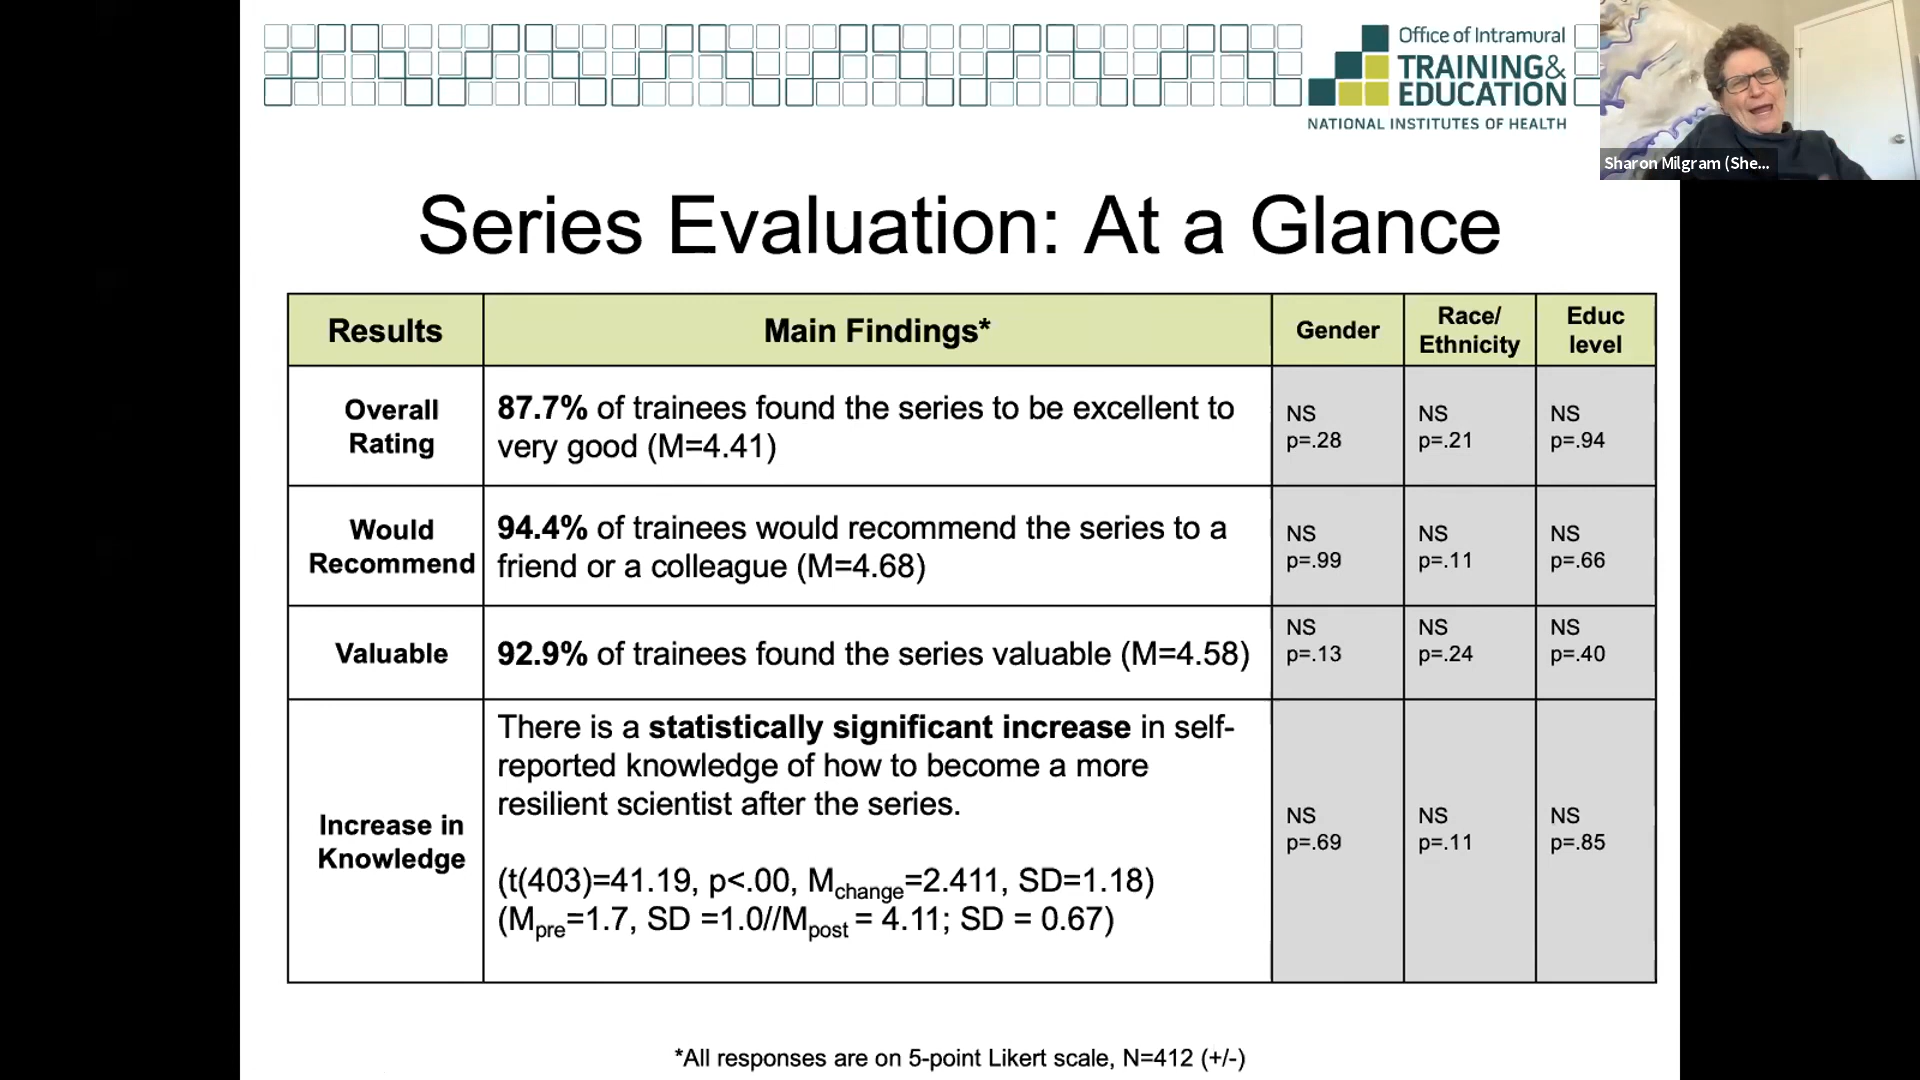 Office of Intramural
TRAINING&
EDUCATION
NATIONAL INSTITUTES OF HEALTH
Sharon Milgram (She...
Series Evaluation: At a Glance
Results
Main Findings*
Gender
Race/
Ethnicity
Educ
level
Overall
Rating
87.7% of trainees found the series to be excellent to
very good (M=4.41)
NS
p=.28
NS
p=.21
NS
p=.94
Would
Recommend
94.4% of trainees would recommend the series to a
friend or a colleague (M=4.68)
NS
p=.99
NS
p=.11
NS
p=.66
Valuable
92.9% of trainees found the series valuable (M=4.58)
NS
p=.13
NS
p=.24
NS
p=.40
Increase in
Knowledge
There is a statistically significant increase in self-
reported knowledge of how to become a more
resilient scientist after the series.
(t(403)=41.19, p<.00, Mchange=2.411, SD=1.18)
(Mpre=1.7, SD =1.0//Mpost = 4.11; SD = 0.67)
NS
p=.69
NS
p=.11
NS
p=.85
*All responses are on 5-point Likert scale, N=412 (+/-)